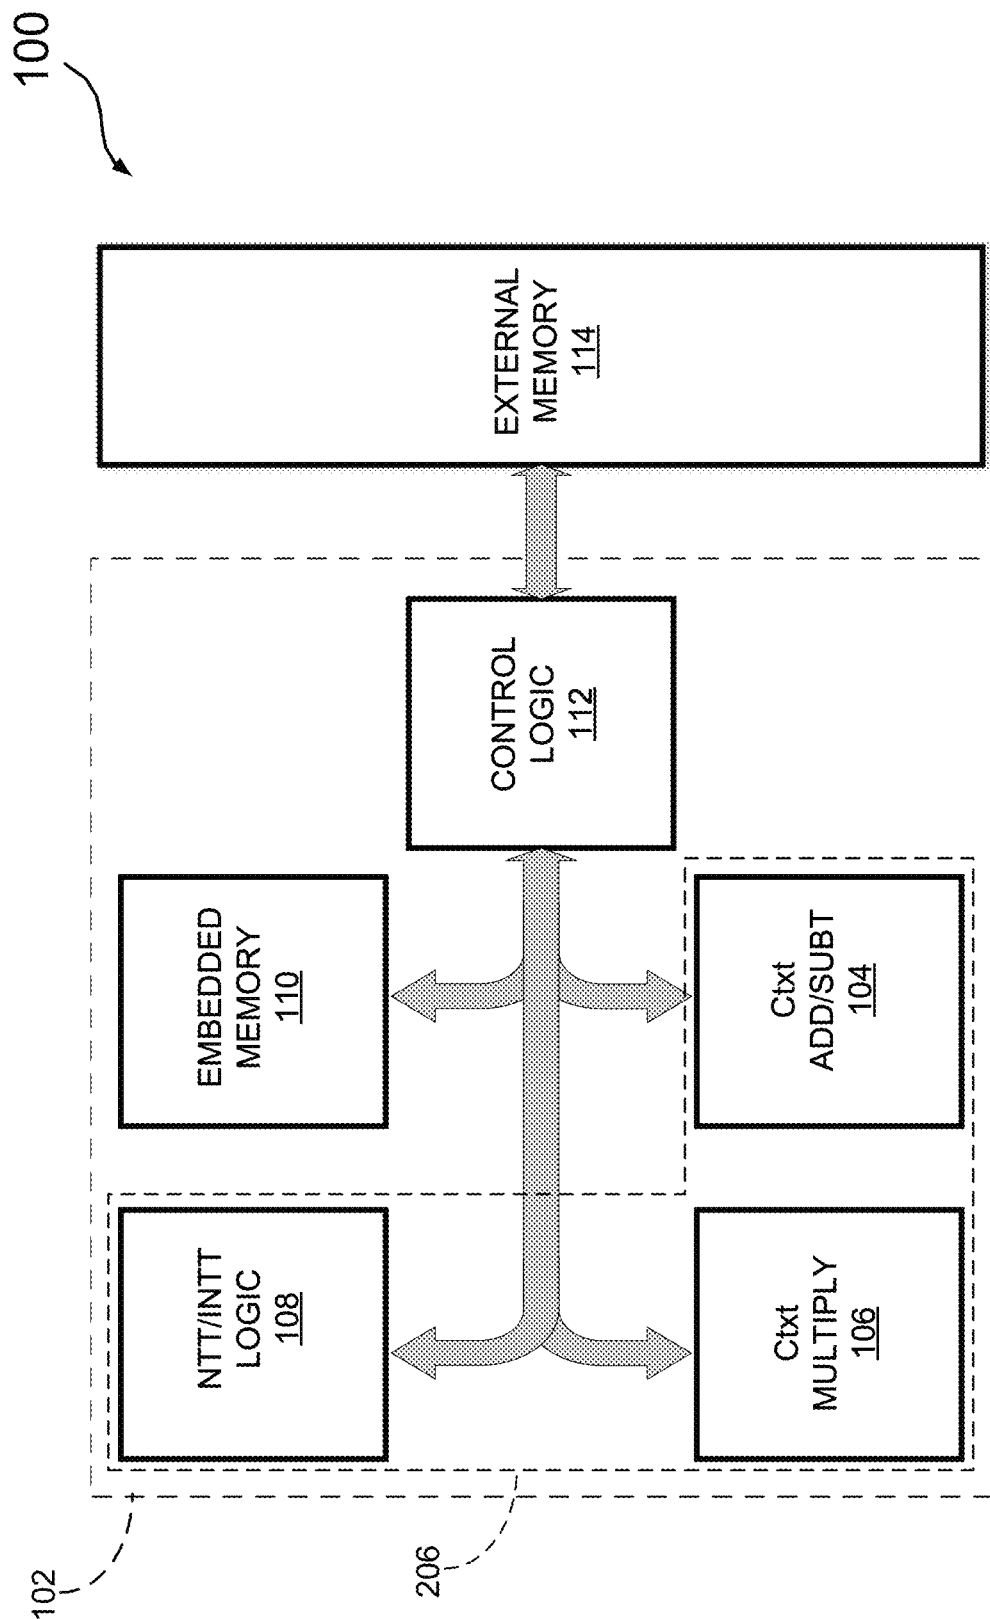 100
102
206
NTT/INTT
LOGIC
108
EMBEDDED
MEMORY
110
CONTROL
LOGIC
112
EXTERNAL
MEMORY
114
Ctxt
MULTIPLY
106
Ctxt
ADD/SUBT
104